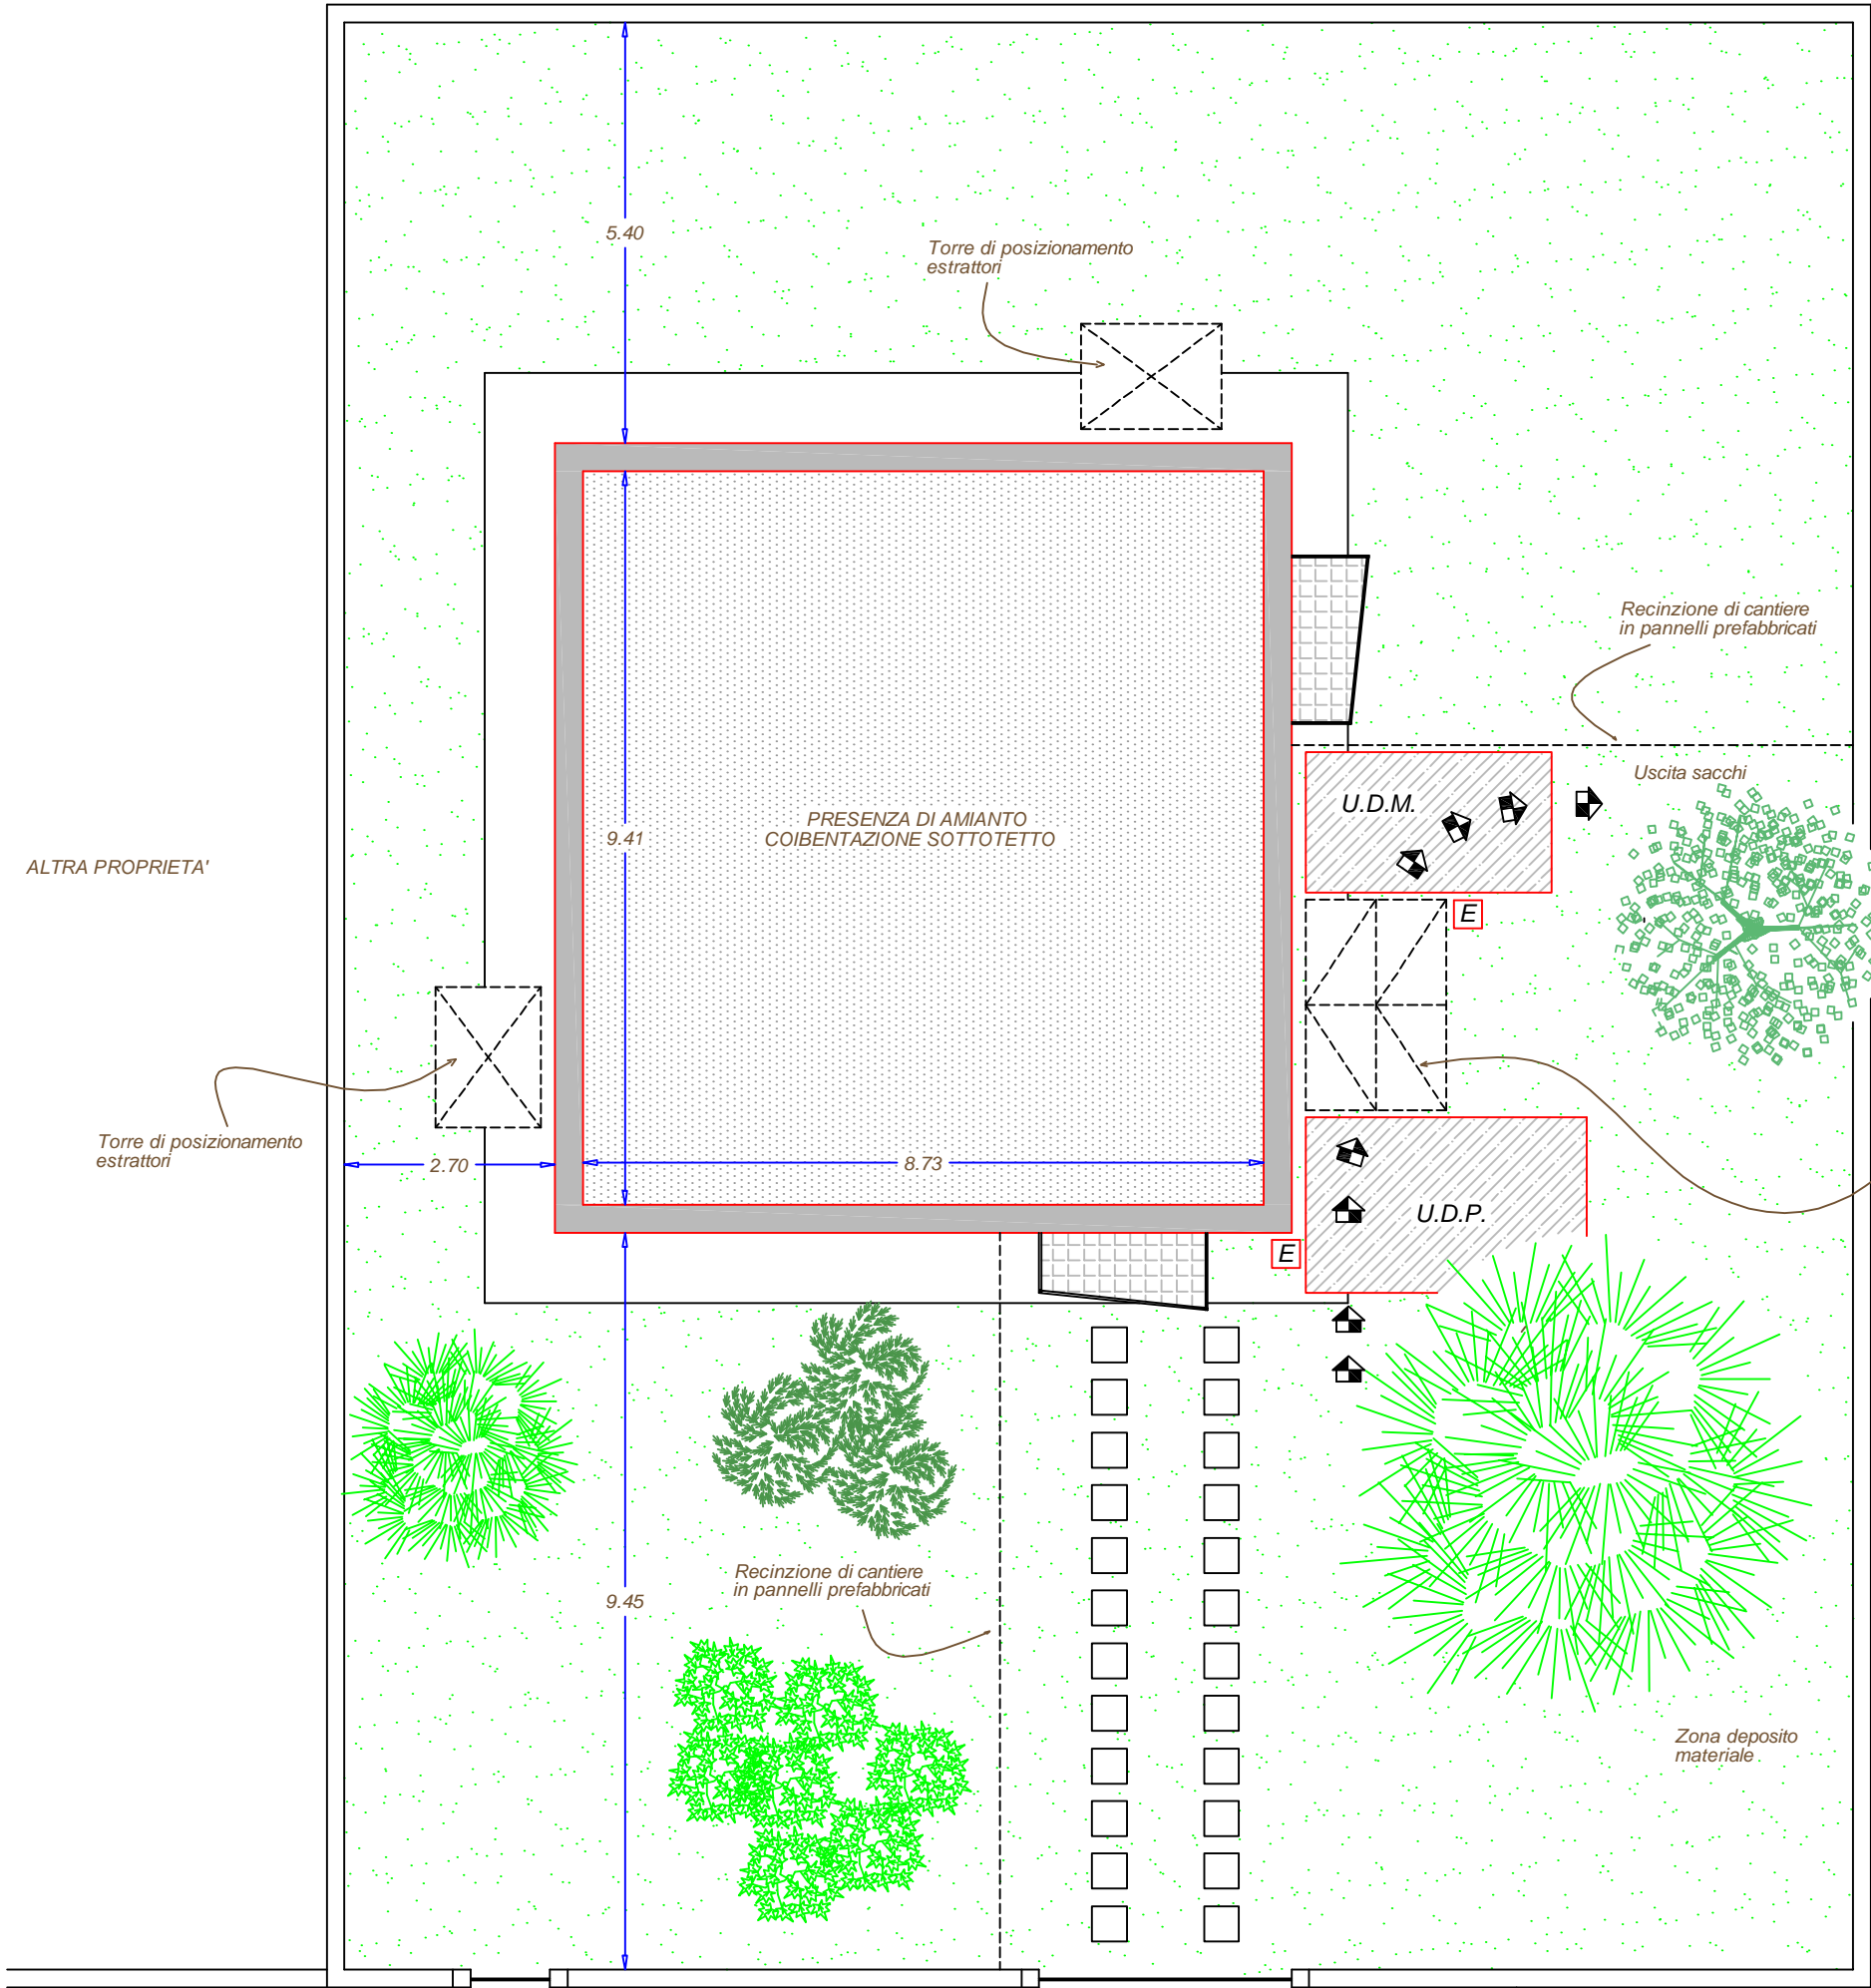 5.40
Torre di posizionamento
estrattori
Recinzione di cantiere
in pannelli prefabbricati
Uscita sacchi
U.D.M.
PRESENZA DI AMIANTO
COIBENTAZIONE SOTTOTETTO
9.41
ALTRA PROPRIETA'
E
Torre di posizionamento
estrattori
2.70
8.73
U.D.P.
E
Recinzione di cantiere
in pannelli prefabbricati
9.45
Zona deposito
materiale